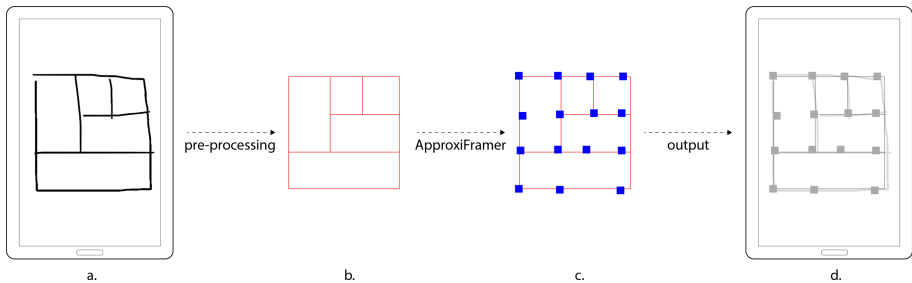 pre-processing
ApproxiFramer
output
a.
b.
c.
d.